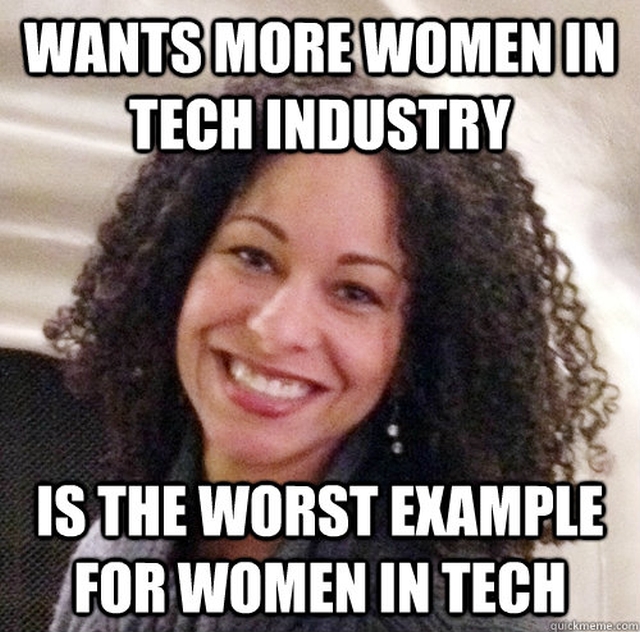 WANTS MORE WOMEN IN
TECH INDUSTRY
IS THE WORST EXAMPLE
FOR WOMEN IN TECH
quickmeme.com